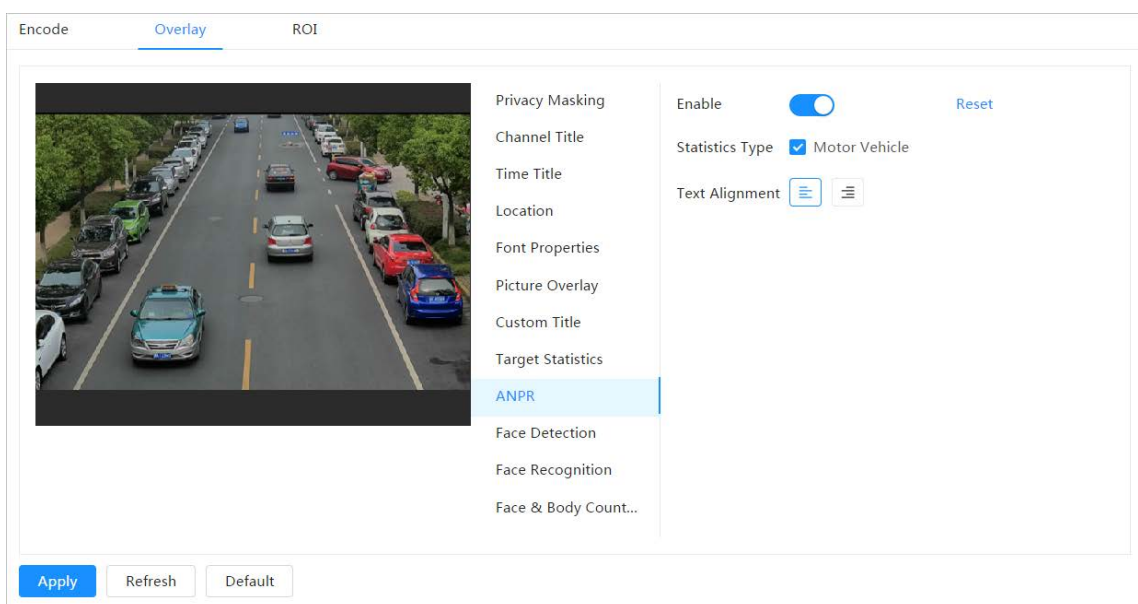 Encode Overlay ROI
Privacy Masking
Channel Title
Time Title
Location
Font Properties
Picture Overlay
Custom Title
Target Statistics
ANPR
Face Detection
Face Recognition
Face & Body Count...
Enable Reset
Statistics Type Motor Vehicle
Text Alignment
Apply Refresh Default